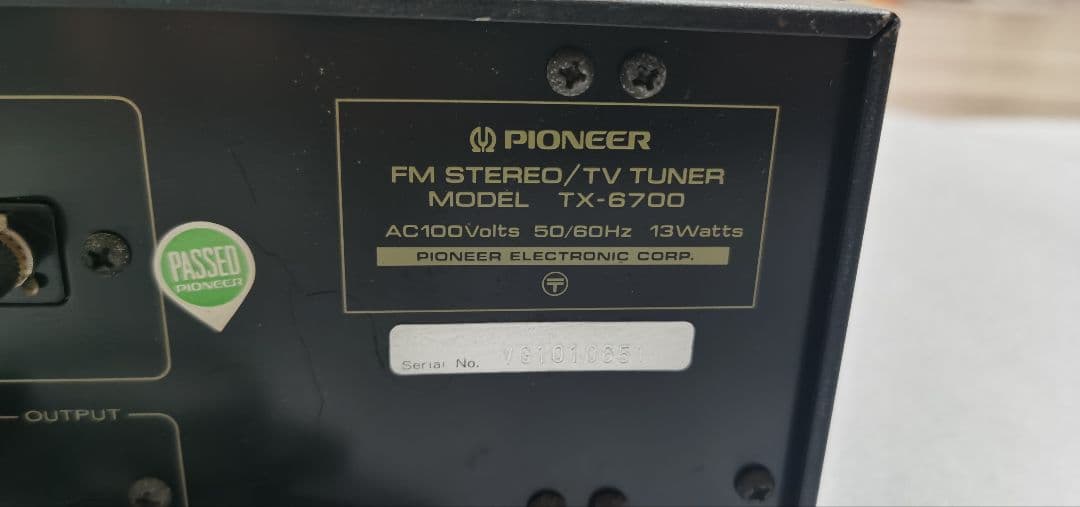 PIONEER
FM STEREO/TV TUNER
MODEL TX-6700
AC100Volts 50/60Hz 13Watts
PIONEER ELECTRONIC CORP.
PASSED
PIONEER
Serial No.
OUTPUT